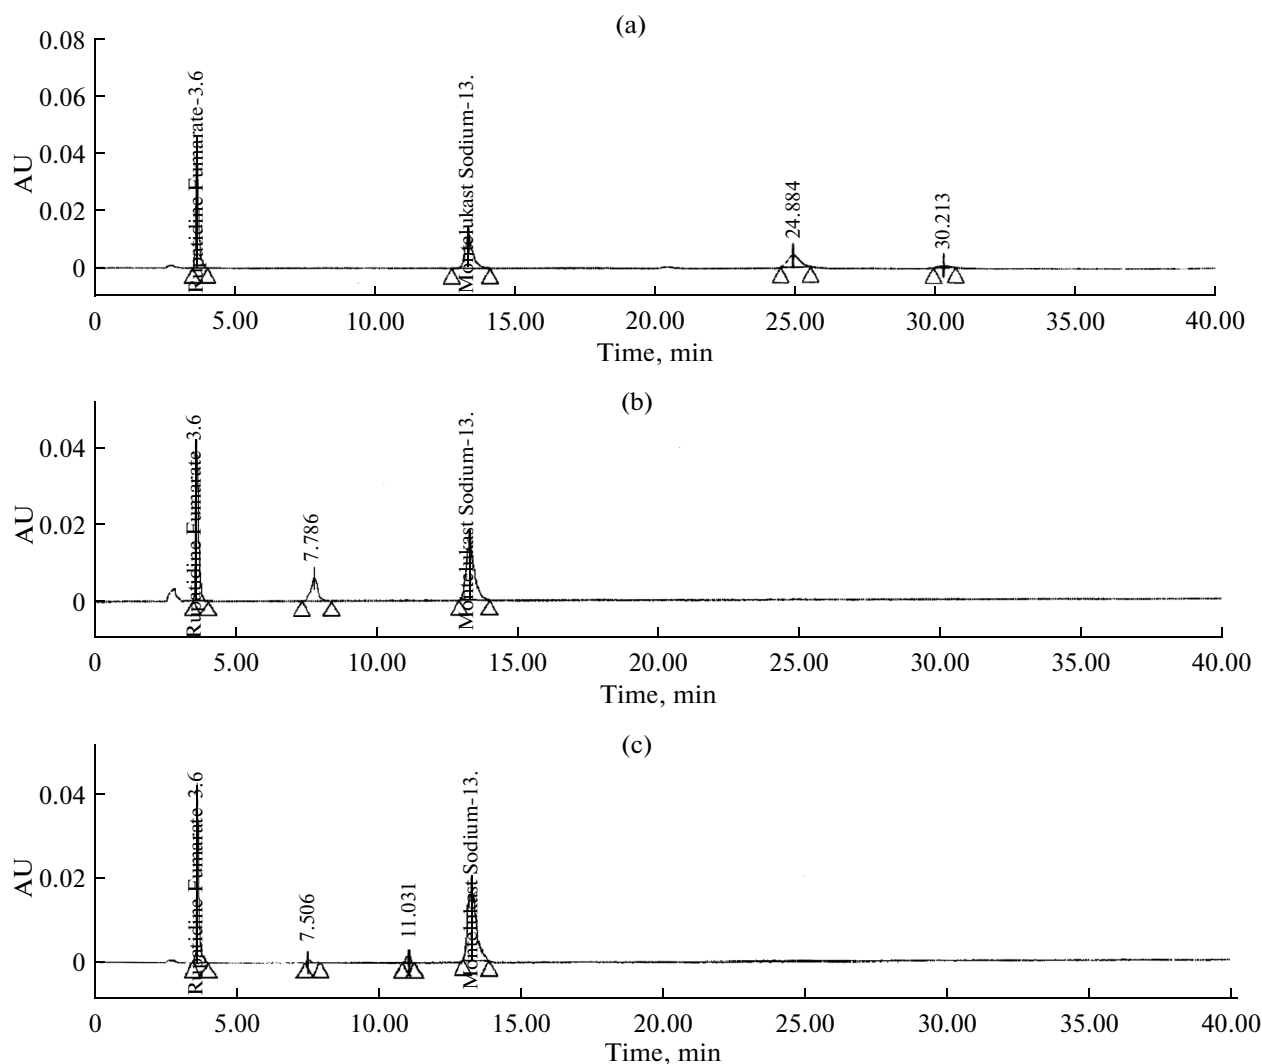 (a)
0.08
0.06
0.04
0.02
0
AU
Rupatidine Fumarate-3.6
Montelukast Sodium-13.
24.884
30.213
0 5.00 10.00 15.00 20.00 25.00 30.00 35.00 40.00
Time, min
(b)
0.04
0.02
0
AU
Rupatidine Fumarate 3.6
7.786
Montelukast Sodium-13.
0 5.00 10.00 15.00 20.00 25.00 30.00 35.00 40.00
Time, min
(c)
0.04
0.02
0
AU
Rupatidine Fumarate 3.6
7.506
11.031
Montelukast Sodium-13.
0 5.00 10.00 15.00 20.00 25.00 30.00 35.00 40.00
Time, min